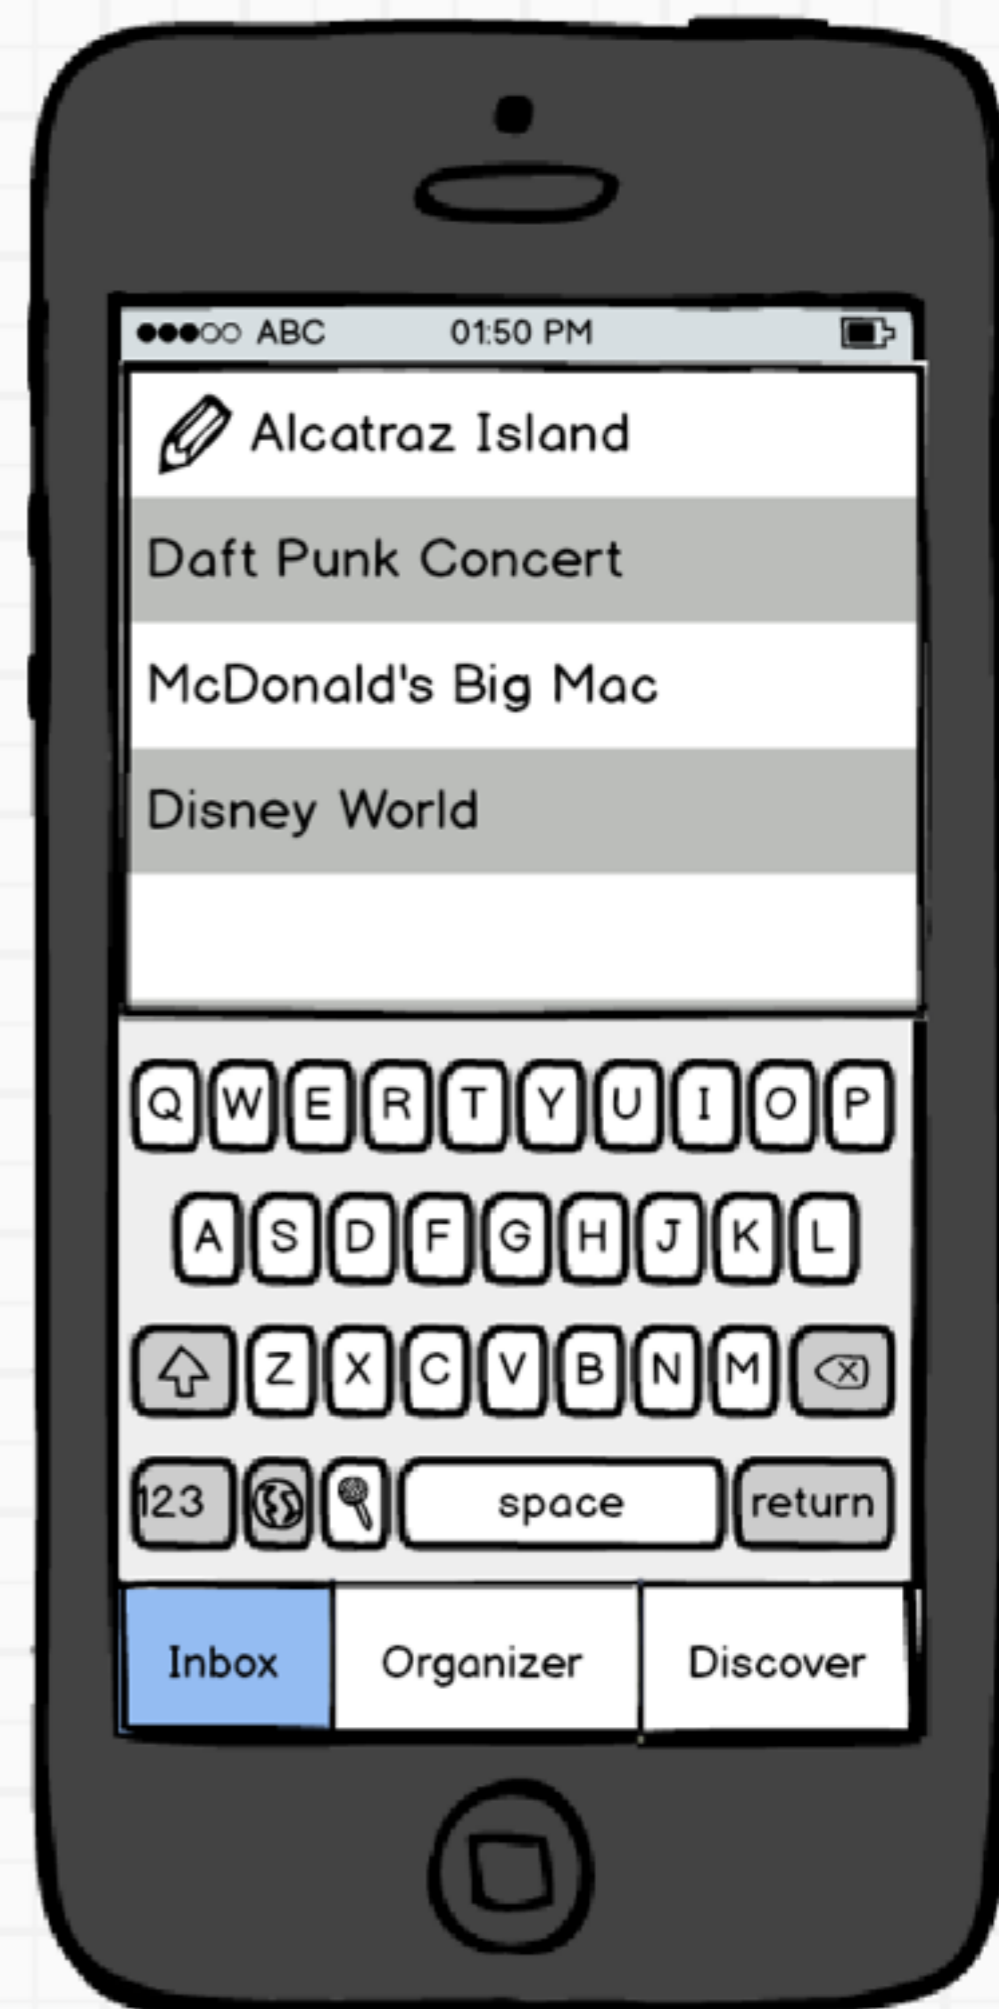 ABC 01:50 PM
Alcatraz Island
Daft Punk Concert
McDonald's Big Mac
Disney World
Q W E R T Y U I O P
A S D F G H J K L
Z X C V B N M
123 space return
Inbox Organizer Discover